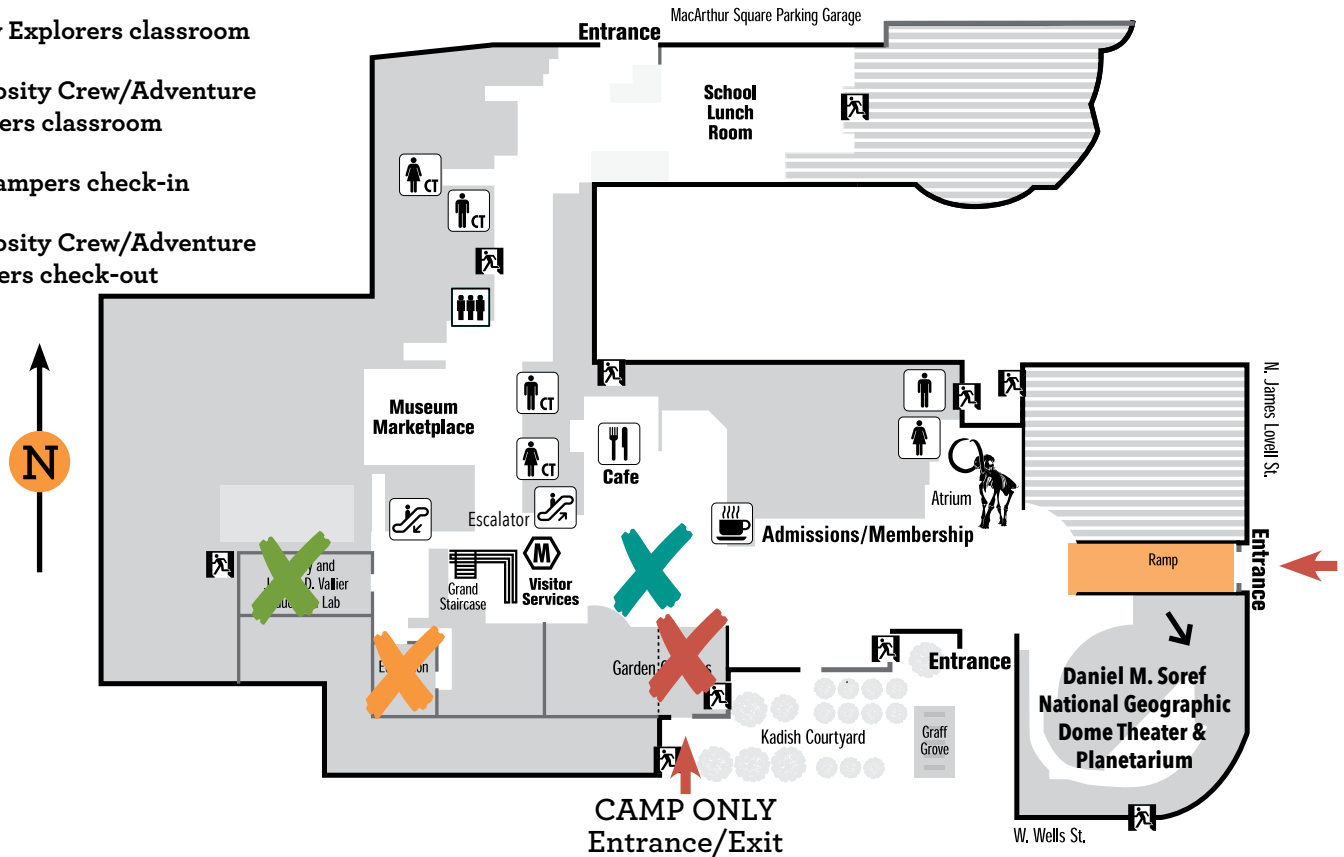 Explorers classroom
MacArthur Square Parking Garage
Entrance
osity Crew/Adventure
ers classroom
School
Lunch
Room
ampers check-in
CT
CT
osity Crew/Adventure
ers check-out
N. James Lovell St.
CT
Museum
Marketplace
N
CT
Cafe
Atrium
Escalator
Admissions/Membership
M
Visitor
Services
Grand
Staircase
y and
D. Vallier
Lab
Ramp
Entrance
Garden
Entrance
Daniel M. Soref
National Geographic
Dome Theater &
Planetarium
Kadish Courtyard
Graff
Grove
CAMP ONLY
Entrance/Exit
W. Wells St.